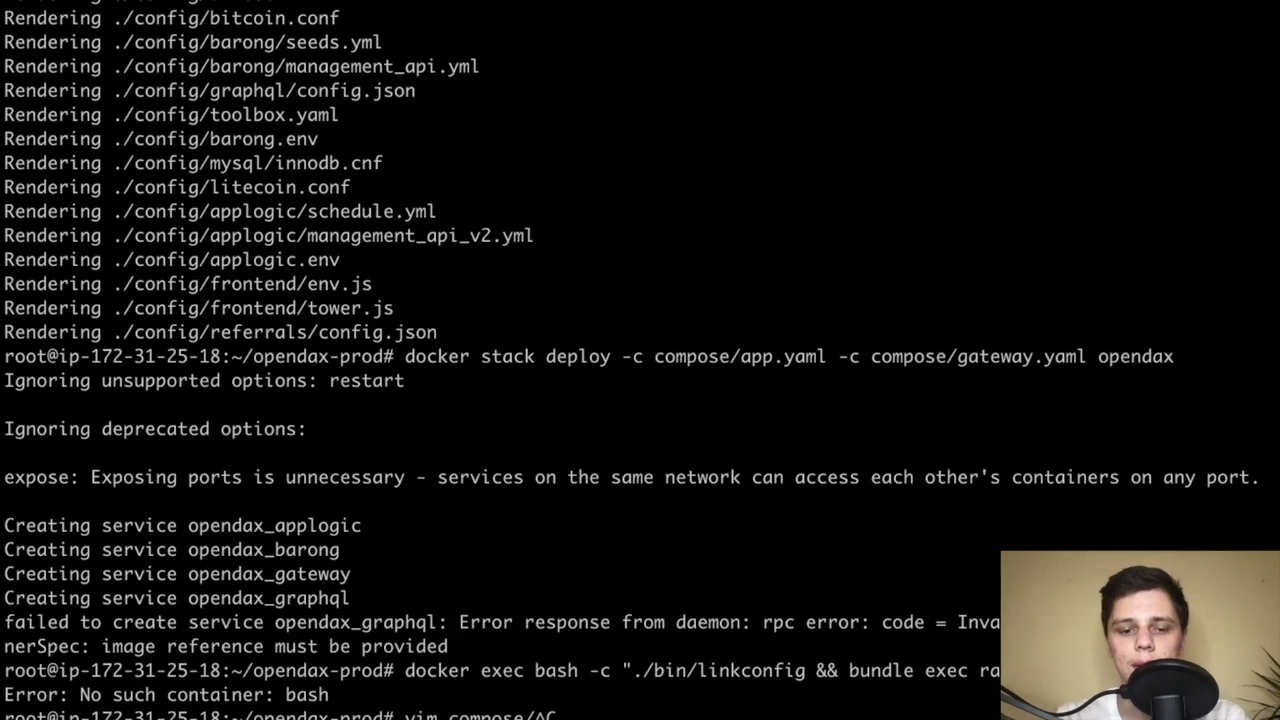 Rendering ./config/bitcoin.conf
Rendering ./config/barong/seeds.yml
Rendering ./config/barong/management_api.yml
Rendering ./config/graphql/config.json
Rendering ./config/toolbox.yaml
Rendering ./config/barong.env
Rendering ./config/mysql/innodb.cnf
Rendering ./config/litecoin.conf
Rendering ./config/applogic/schedule.yml
Rendering ./config/applogic/management_api_v2.yml
Rendering ./config/applogic.env
Rendering ./config/frontend/env.js
Rendering ./config/frontend/tower.js
Rendering ./config/referrals/config.json
root@ip-172-31-25-18:~/opendax-prod# docker stack deploy -c compose/app.yaml -c compose/gateway.yaml opendax
Ignoring unsupported options: restart
Ignoring deprecated options:
expose: Exposing ports is unnecessary - services on the same network can access each other's containers on any port.
Creating service opendax_applogic
Creating service opendax_barong
Creating service opendax_gateway
Creating service opendax_graphql
failed to create service opendax_graphql: Error response from daemon: rpc error: code = Inva
nerSpec: image reference must be provided
root@ip-172-31-25-18:~/opendax-prod# docker exec bash -c "./bin/linkconfig && bundle exec ra
Error: No such container: bash
root@ip-172-31-25-18:~/opendax-prod# vim compose/^C